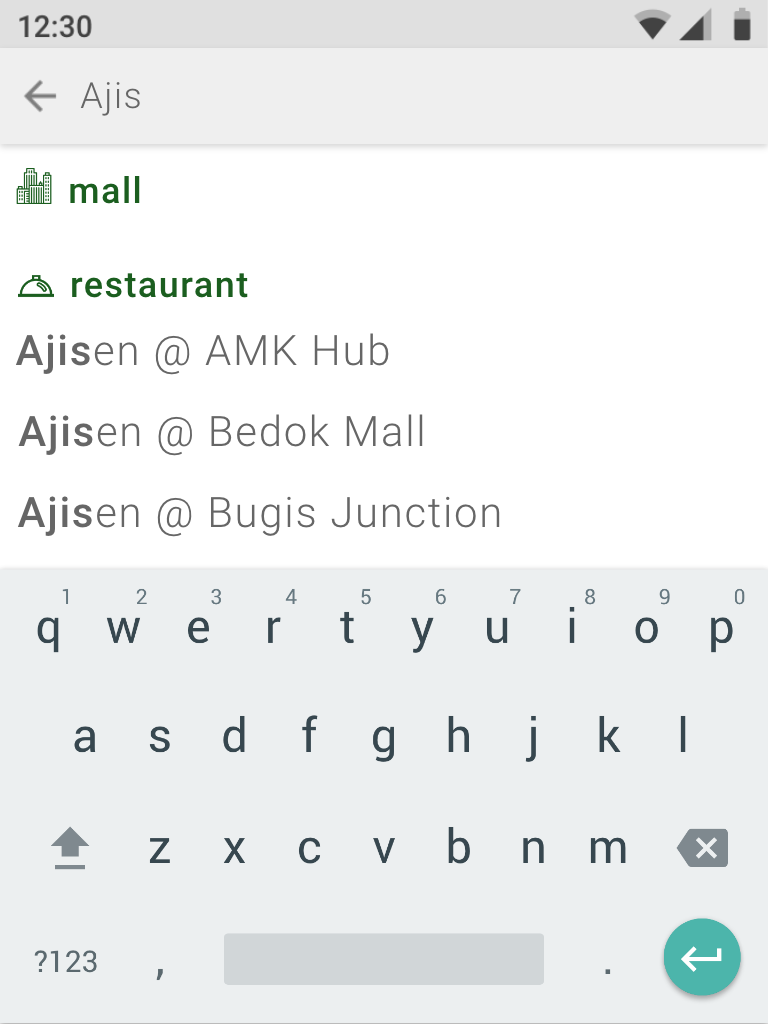 12:30
Ajis
mall
restaurant
Ajisen @ AMK Hub
Ajisen @ Bedok Mall
Ajisen @ Bugis Junction
1 2 3 4 5 6 7 8 9 0
q w e r t y u i o p
a s d f g h j k l
z x c v b n m
?123 , .